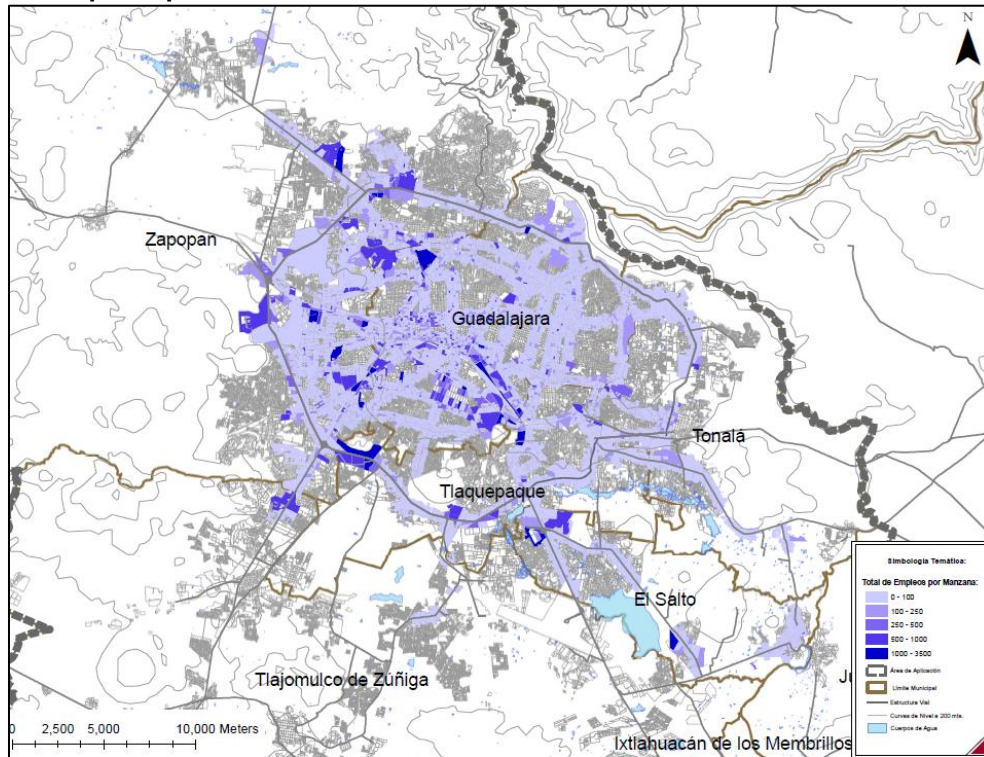 N
Zapopan
Guadalajara
Tonalá
Tlaquepaque
El Salto
Tlajomulco de Zúñiga
Ixtlahuacán de los Membrillos
0 2,500 5,000 10,000 Meters
Simbología Temática:
Total de Empleos por Manzana:
0 - 100
100 - 250
250 - 500
500 - 1000
1000 - 3500
Área de Aplicación
Límite Municipal
Estructura Vial
Curvas de Nivel a 200 mts.
Cuerpos de Agua